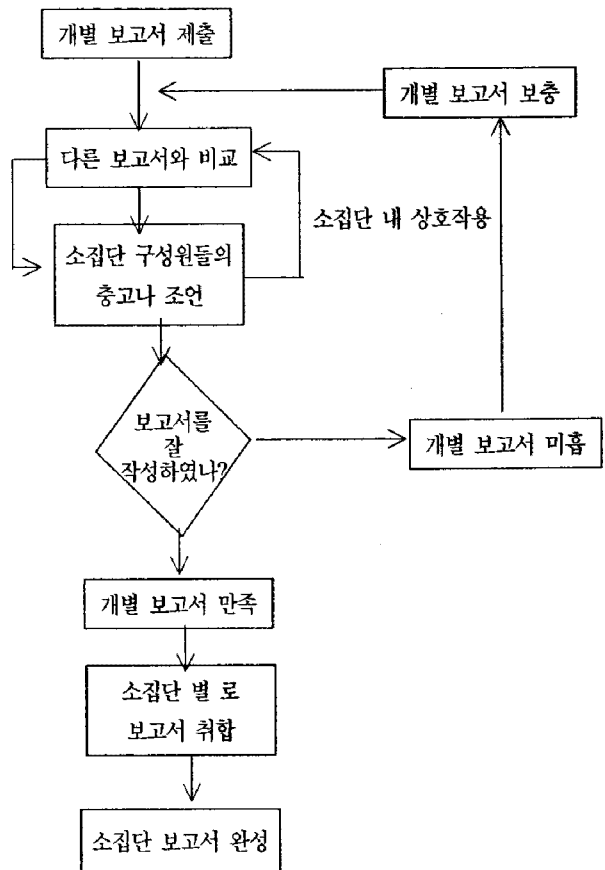 개별 보고서 제출
개별 보고서 보충
다른 보고서와 비교
소집단 내 상호작용
소집단 구성원들의
충고나 조언
보고서를
잘
작성하였나?
개별 보고서 미흡
개별 보고서 만족
소집단 별 로
보고서 취합
소집단 보고서 완성